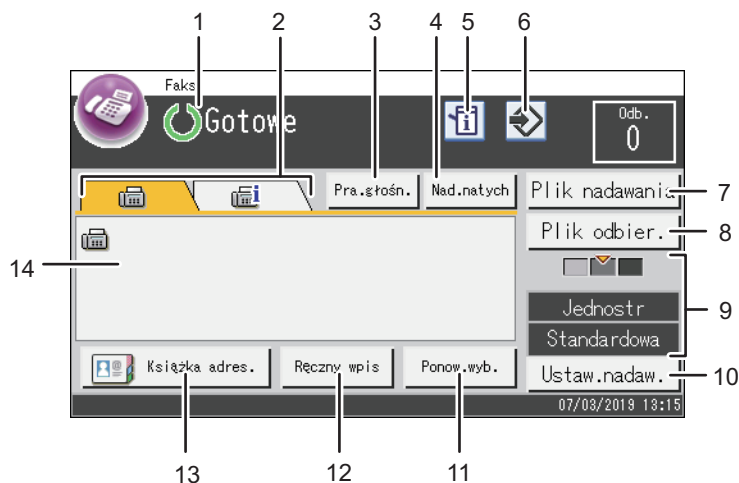 1 2 3 4 5 6
Faks
Gotowe
Odb.
0
Pra.głośn. Nad.natych Plik nadawania 7
Plik odbier. 8
14
Jednostr 9
Standardowa
Książka adres. Ręczny wpis Ponow.wyb. Ustaw.nadaw. 10
07/03/2019 13:15
13 12 11